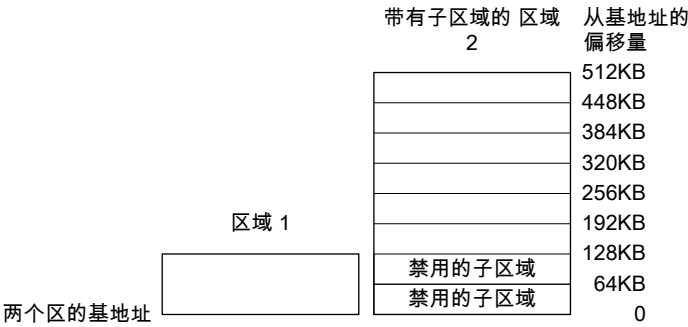 带有子区域的 区域
2
从基地址的
偏移量
512KB
448KB
384KB
320KB
256KB
192KB
区域 1
128KB
禁用的子区域
64KB
禁用的子区域
两个区的基地址
0